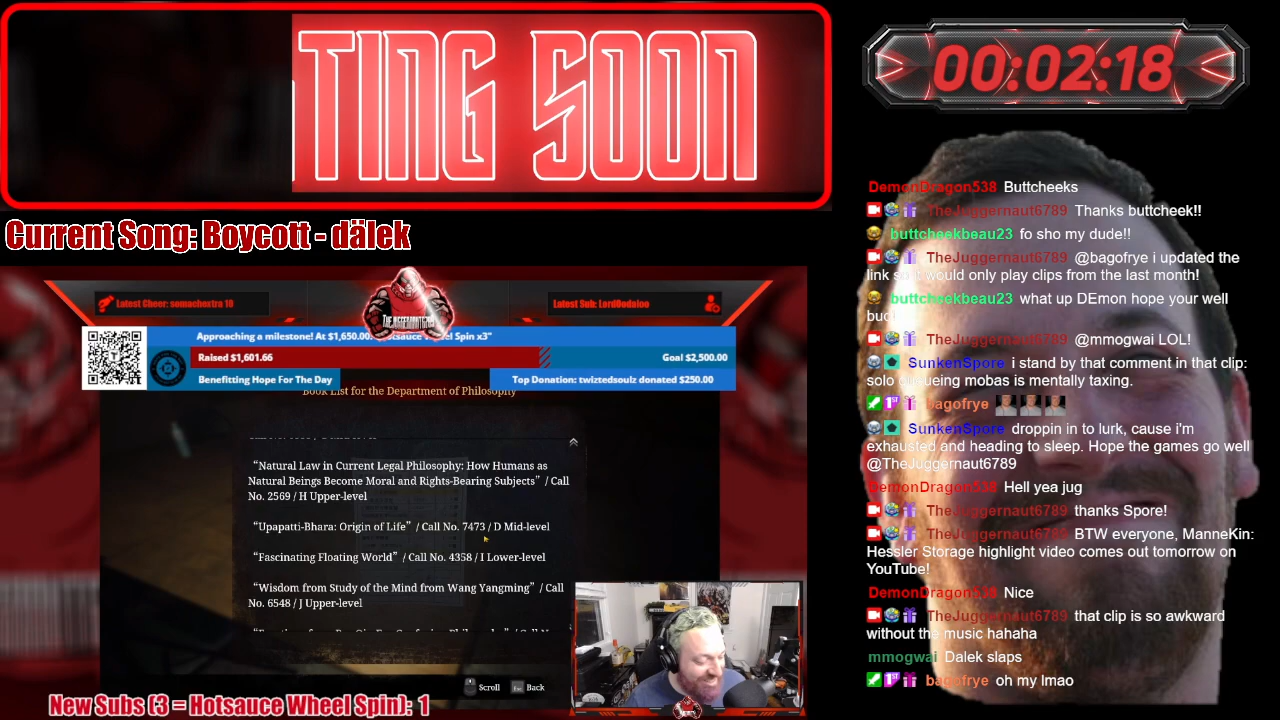 TING SOON
00:02:18
Current Song: Boycott - dälek
Latest Cheer: somachextra 10
Latest Sub: LordOodaloo
Approaching a milestone! At $1,650.00: Spin x3"
Raised $1,601.66
Goal $2,500.00
Benefitting Hope For The Day
Top Donation: twiztedsoulz donated $250.00
Book List for the Department of Philosophy
"Natural Law in Current Legal Philosophy: How Humans as
Natural Beings Become Moral and Rights-Bearing Subjects" / Call
No. 2569 / H Upper-level
"Upapatti-Bhara: Origin of Life" / Call No. 7473 / D Mid-level
"Fascinating Floating World" / Call No. 4358 / I Lower-level
"Wisdom from Study of the Mind from Wang Yangming" / Call
No. 6548 / J Upper-level
Scroll
Back
New Subs (3 = Hotsauce Wheel Spin): 1
DemonDragon538 Buttcheeks
TheJuggernaut6789 Thanks buttcheek!!
buttcheekbeau23 fo sho my dude!!
TheJuggernaut6789 @bagofrye i updated the
link so it would only play clips from the last month!
buttcheekbeau23 what up DEmon hope your well
bud
TheJuggernaut6789 @mmogwai LOL!
SunkenSpore i stand by that comment in that clip:
solo queueing mobas is mentally taxing.
1ST bagofrye
SunkenSpore droppin in to lurk, cause i'm
exhausted and heading to sleep. Hope the games go well
@TheJuggernaut6789
DemonDragon538 Hell yea jug
TheJuggernaut6789 thanks Spore!
TheJuggernaut6789 BTW everyone, ManneKin:
Hessler Storage highlight video comes out tomorrow on
YouTube!
DemonDragon538 Nice
TheJuggernaut6789 that clip is so awkward
without the music hahaha
mmogwai Dalek slaps
1ST bagofrye oh my lmao